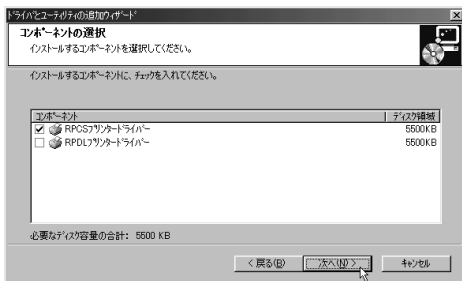 ﾄﾞﾗｲﾊﾞとﾕｰﾃｨﾘﾃｨの追加ｳｨｻﾞｰﾄﾞ
ｺﾝﾎﾟｰﾈﾝﾄの選択
ｲﾝｽﾄｰﾙするｺﾝﾎﾟｰﾈﾝﾄを選択してください。
ｲﾝｽﾄｰﾙするｺﾝﾎﾟｰﾈﾝﾄに、ﾁｪｯｸを入れてください。
ｺﾝﾎﾟｰﾈﾝﾄ ﾃﾞｨｽｸ領域
RPCSﾌﾟﾘﾝﾀｰﾄﾞﾗｲﾊﾞｰ 5500KB
RPDLﾌﾟﾘﾝﾀｰﾄﾞﾗｲﾊﾞｰ 5500KB
必要なﾃﾞｨｽｸ容量の合計: 5500 KB
< 戻る(B) 次へ(N) > ｷｬﾝｾﾙ